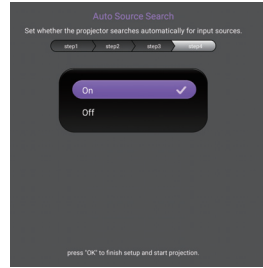 Auto Source Search
Set whether the propjector searches automatically for input sources.
step1 step2 step3 step4
On
Off
press "OK" to finish setup and start projection.